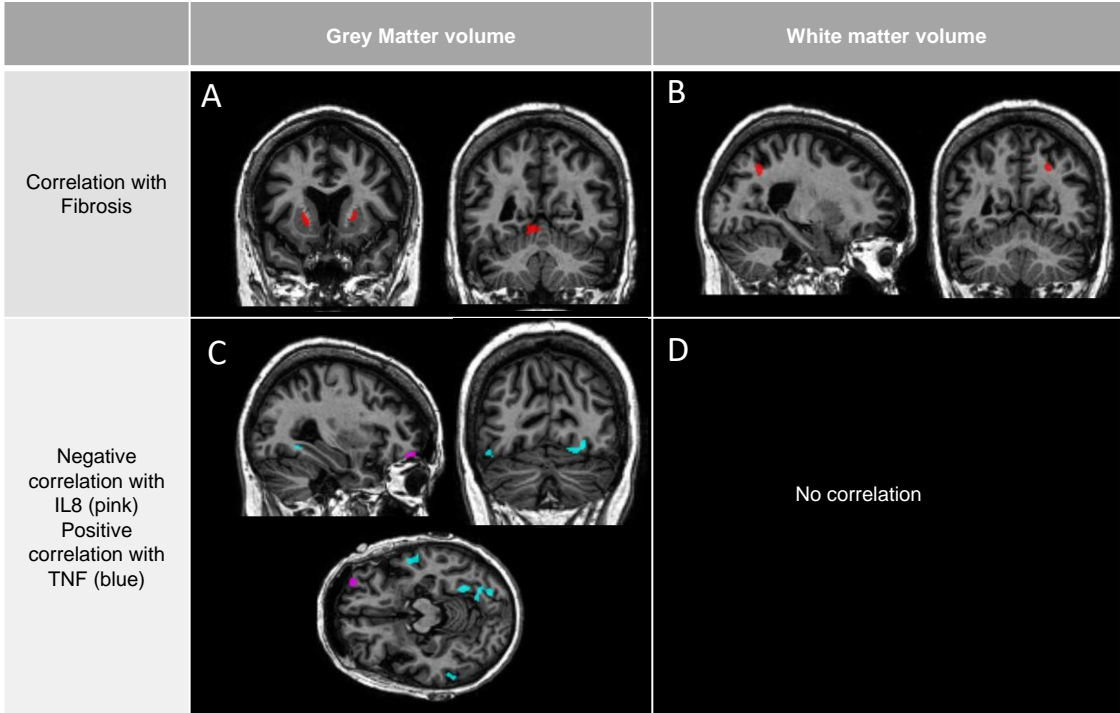 Grey Matter volume
White matter volume
Correlation with
Fibrosis
A
B
Negative
correlation with
IL8 (pink)
Positive
correlation with
TNF (blue)
C
D
No correlation